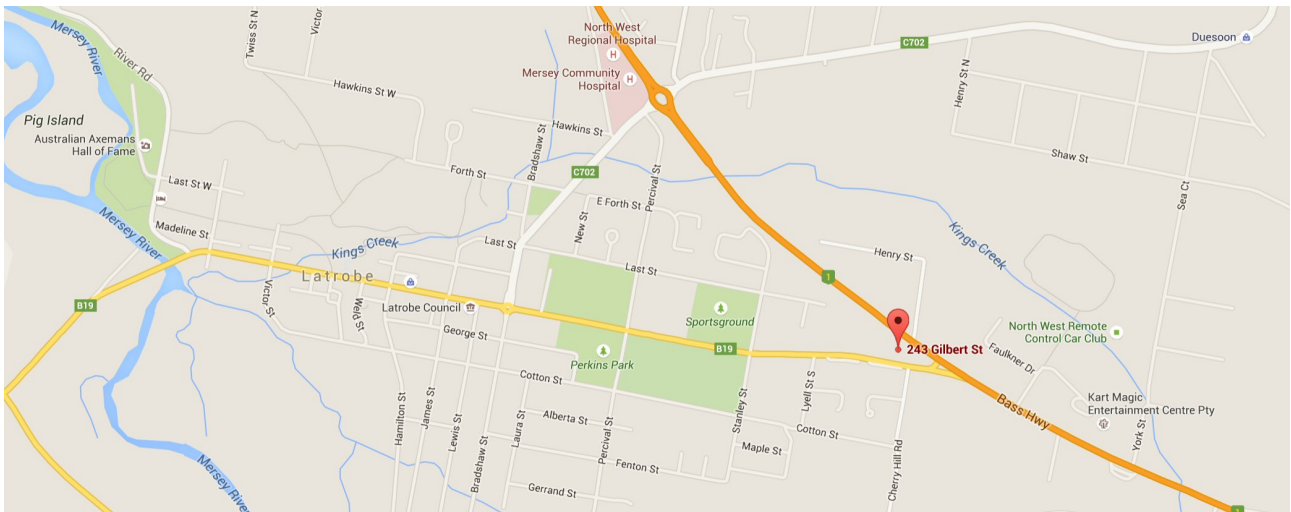 Mersey River
River Rd
Twiss St N
Victor
North West
Regional Hospital
Mersey Community
Hospital
C702
Duesoon
Hawkins St W
Henry St N
Pig Island
Australian Axemans
Hall of Fame
Hawkins St
Bradshaw St
Shaw St
C702
Forth St
Percival St
Last St W
Sea Ct
E Forth St
New St
Mersey River
Madeline St
Kings Creek
Last St
Kings Creek
Henry St
Latrobe
Last St
1
B19
Victor St
Weld St
Latrobe Council
Sportsground
North West Remote
Control Car Club
George St
B19
243 Gilbert St
Faulkner Dr
Perkins Park
Cotton St
Lyell St S
Stanley St
Bass Hwy
Kart Magic
Entertainment Centre Pty
Hamilton St
James St
Lewis St
Laura St
Alberta St
Percival St
Cotton St
York St
Maple St
Bradshaw St
Fenton St
Cherry Hill Rd
Mersey River
Gerrand St
1